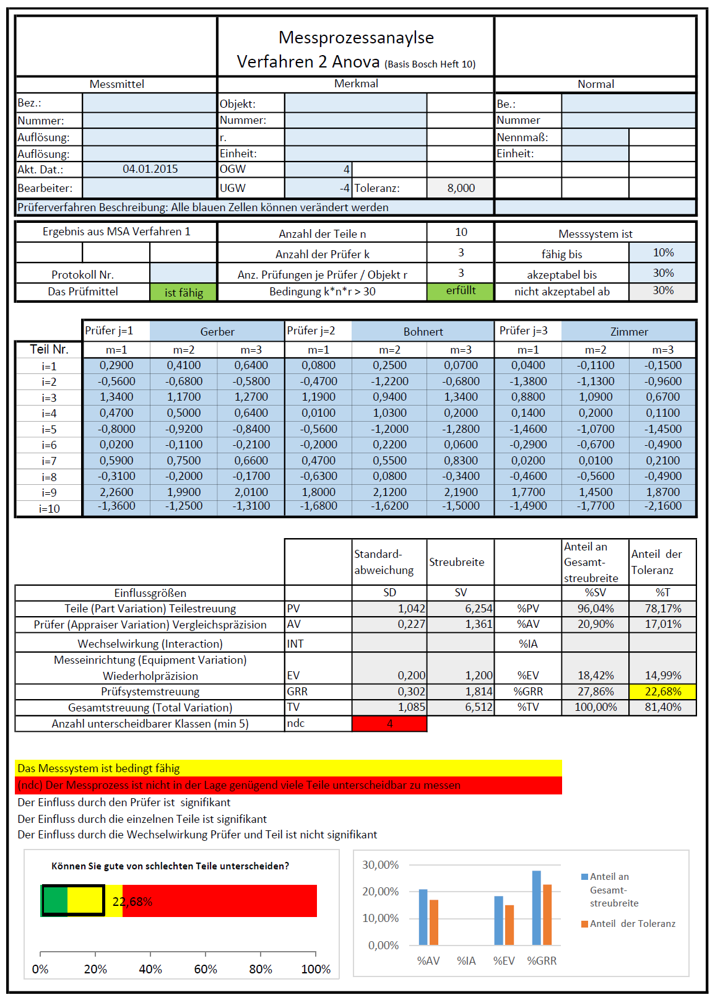 Messprozessanaylse
Verfahren 2 Anova (Basis Bosch Heft 10)
Messmittel Merkmal Normal
Bez.: Objekt: Be.:
Nummer: Nummer: Nummer
Auflösung: r. Nennmaß:
Auflösung: Einheit: Einheit:
Akt. Dat.: 04.01.2015 OGW 4
Bearbeiter: UGW -4 Toleranz: 8,000
Prüferverfahren Beschreibung: Alle blauen Zellen können verändert werden
Ergebnis aus MSA Verfahren 1 Anzahl der Teile n 10 Messsystem ist
Anzahl der Prüfer k 3 fähig bis 10%
Protokoll Nr. Anz. Prüfungen je Prüfer / Objekt r 3 akzeptabel bis 30%
Das Prüfmittel ist fähig Bedingung k*n*r > 30 erfüllt nicht akzeptabel ab 30%
Prüfer j=1 Gerber Prüfer j=2 Bohnert Prüfer j=3 Zimmer
Teil Nr. m=1 m=2 m=3 m=1 m=2 m=3 m=1 m=2 m=3
i=1 0,2900 0,4100 0,6400 0,0800 0,2500 0,0700 0,0400 -0,1100 -0,1500
i=2 -0,5600 -0,6800 -0,5800 -0,4700 -1,2200 -0,6800 -1,3800 -1,1300 -0,9600
i=3 1,3400 1,1700 1,2700 1,1900 0,9400 1,3400 0,8800 1,0900 0,6700
i=4 0,4700 0,5000 0,6400 0,0100 1,0300 0,2000 0,1400 0,2000 0,1100
i=5 -0,8000 -0,9200 -0,8400 -0,5600 -1,2000 -1,2800 -1,4600 -1,0700 -1,4500
i=6 0,0200 -0,1100 -0,2100 -0,2000 0,2200 0,0600 -0,2900 -0,6700 -0,4900
i=7 0,5900 0,7500 0,6600 0,4700 0,5500 0,8300 0,0200 0,0100 0,2100
i=8 -0,3100 -0,2000 -0,1700 -0,6300 0,0800 -0,3400 -0,4600 -0,5600 -0,4900
i=9 2,2600 1,9900 2,0100 1,8000 2,1200 2,1900 1,7700 1,4500 1,8700
i=10 -1,3600 -1,2500 -1,3100 -1,6800 -1,6200 -1,5000 -1,4900 -1,7700 -2,1600
Standard-
abweichung
Streubreite
Anteil an
Gesamt-
streubreite
Anteil der
Toleranz
Einflussgrößen SD SV %SV %T
Teile (Part Variation) Teilestreuung PV 1,042 6,254 %PV 96,04% 78,17%
Prüfer (Appraiser Variation) Vergleichspräzision AV 0,227 1,361 %AV 20,90% 17,01%
Wechselwirkung (Interaction) INT %IA
Messeinrichtung (Equipment Variation)
Wiederholpräzision EV 0,200 1,200 %EV 18,42% 14,99%
Prüfsystemstreuung GRR 0,302 1,814 %GRR 27,86% 22,68%
Gesamtstreuung (Total Variation) TV 1,085 6,512 %TV 100,00% 81,40%
Anzahl unterscheidbarer Klassen (min 5) ndc 4
Das Messsystem ist bedingt fähig
(ndc) Der Messprozess ist nicht in der Lage genügend viele Teile unterscheidbar zu messen
Der Einfluss durch den Prüfer ist signifikant
Der Einfluss durch die einzelnen Teile ist signifikant
Der Einfluss durch die Wechselwirkung Prüfer und Teil ist nicht signifikant
Können Sie gute von schlechten Teile unterscheiden?
22,68%
0% 20% 40% 60% 80% 100%
30,00%
20,00%
10,00%
0,00%
%AV %IA %EV %GRR
Anteil an
Gesamt-
streubreite
Anteil der Toleranz